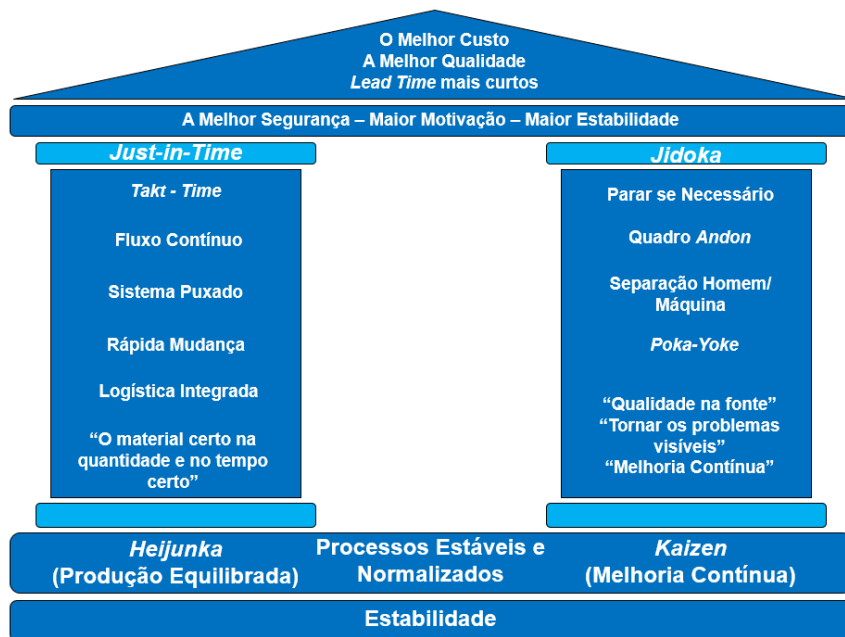 O Melhor Custo
A Melhor Qualidade
Lead Time mais curtos
A Melhor Segurança – Maior Motivação – Maior Estabilidade
Just-in-Time
Takt - Time
Fluxo Contínuo
Sistema Puxado
Rápida Mudança
Logística Integrada
“O material certo na
quantidade e no tempo
certo”
Jidoka
Parar se Necessário
Quadro Andon
Separação Homem/
Máquina
Poka-Yoke
“Qualidade na fonte”
“Tornar os problemas
visíveis”
“Melhoria Contínua”
Heijunka
(Produção Equilibrada)
Processos Estáveis e
Normalizados
Kaizen
(Melhoria Contínua)
Estabilidade